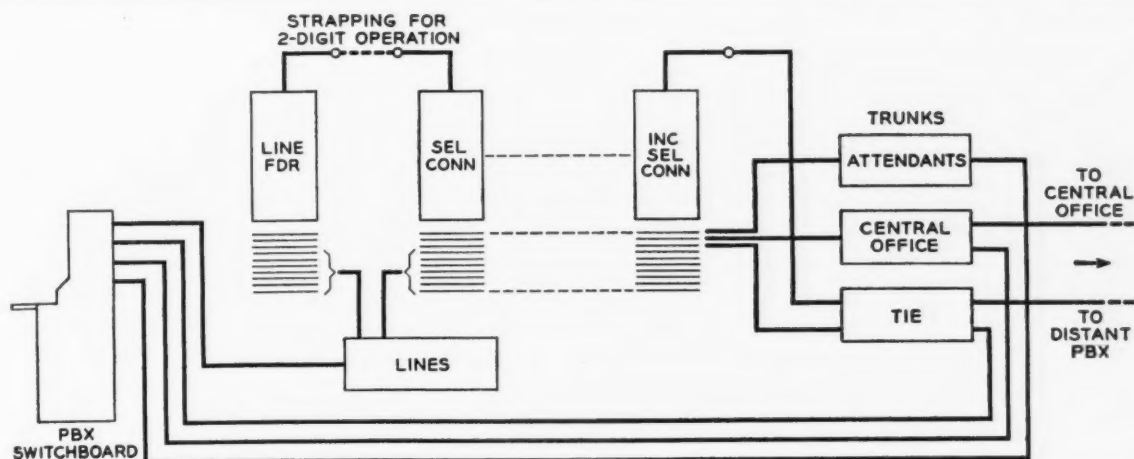 STRAPPING FOR
2-DIGIT OPERATION
LINE
FDR
SEL
CONN
INC
SEL
CONN
TRUNKS
ATTENDANTS
CENTRAL
OFFICE
TIE
TO
CENTRAL
OFFICE
TO
DISTANT
PBX
LINES
PBX
SWITCHBOARD